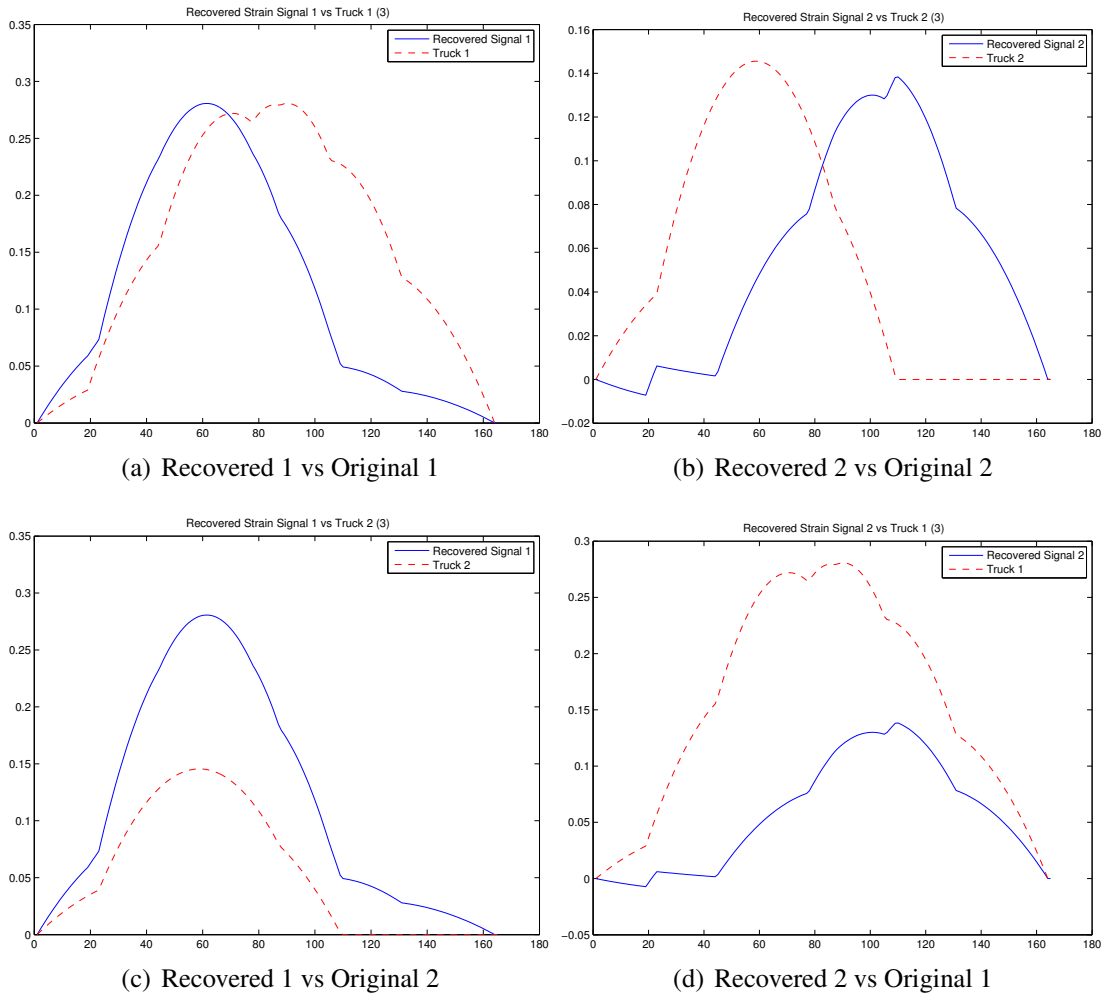 Recovered Strain Signal 1 vs Truck 1 (3)
Recovered Signal 1
Truck 1
0.35
0.3
0.25
0.2
0.15
0.1
0.05
0
0 20 40 60 80 100 120 140 160 180
(a) Recovered 1 vs Original 1
Recovered Strain Signal 2 vs Truck 2 (3)
Recovered Signal 2
Truck 2
0.16
0.14
0.12
0.1
0.08
0.06
0.04
0.02
0
−0.02
0 20 40 60 80 100 120 140 160 180
(b) Recovered 2 vs Original 2
Recovered Strain Signal 1 vs Truck 2 (3)
Recovered Signal 1
Truck 2
0.35
0.3
0.25
0.2
0.15
0.1
0.05
0
0 20 40 60 80 100 120 140 160 180
(c) Recovered 1 vs Original 2
Recovered Strain Signal 2 vs Truck 1 (3)
Recovered Signal 2
Truck 1
0.3
0.25
0.2
0.15
0.1
0.05
0
−0.05
0 20 40 60 80 100 120 140 160 180
(d) Recovered 2 vs Original 1